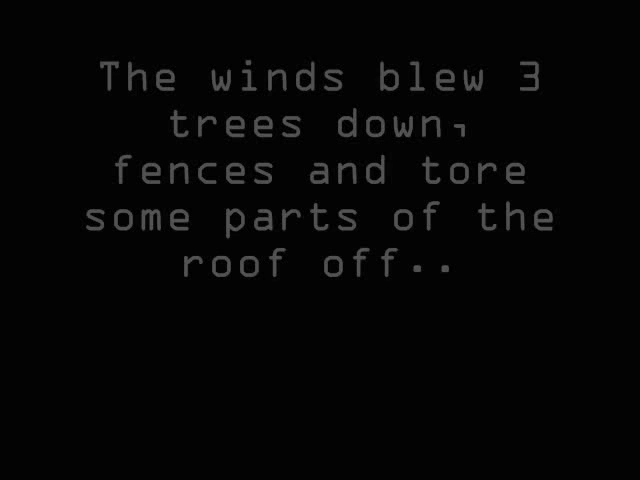 The winds blew 3
trees down,
fences and tore
some parts of the
roof off..